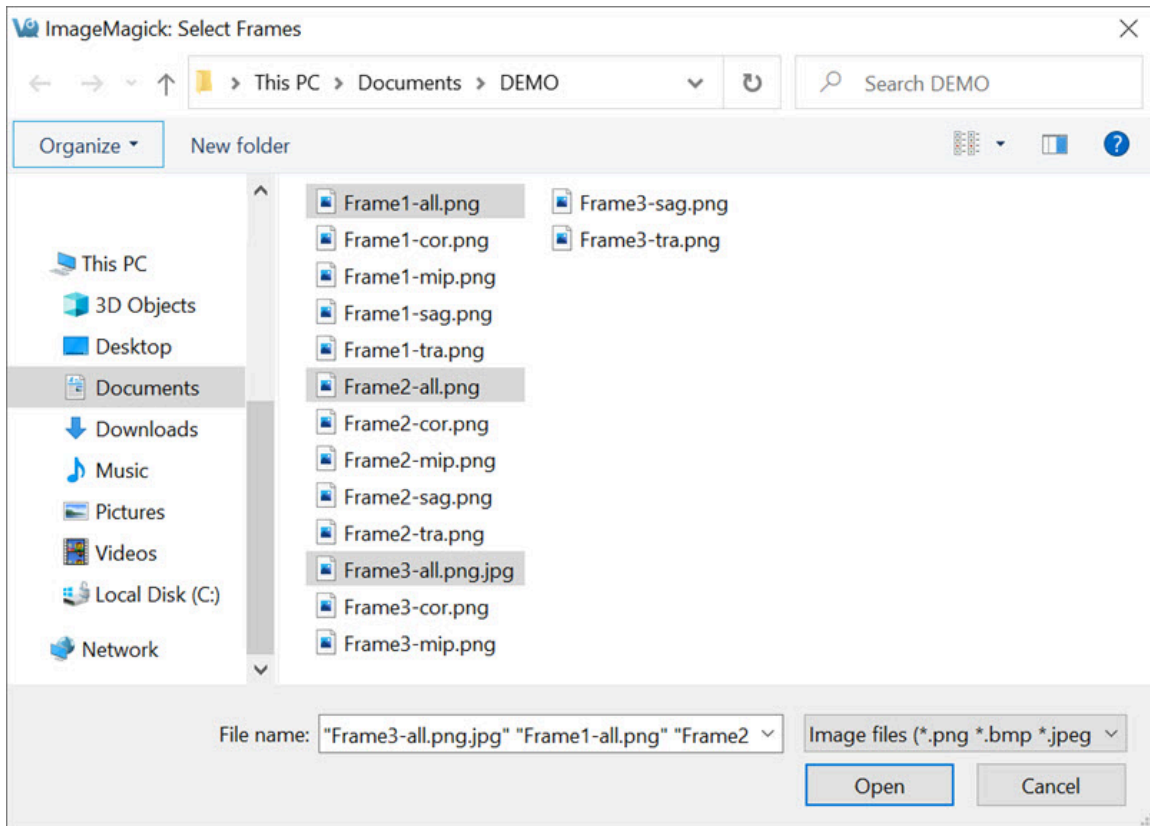 ImageMagick: Select Frames
This PC > Documents > DEMO
Search DEMO
Organize
New folder
?
This PC
3D Objects
Desktop
Documents
Downloads
Music
Pictures
Videos
Local Disk (C:)
Network
Frame1-all.png
Frame1-cor.png
Frame1-mip.png
Frame1-sag.png
Frame1-tra.png
Frame2-all.png
Frame2-cor.png
Frame2-mip.png
Frame2-sag.png
Frame2-tra.png
Frame3-all.png.jpg
Frame3-cor.png
Frame3-mip.png
Frame3-sag.png
Frame3-tra.png
File name: "Frame3-all.png.jpg" "Frame1-all.png" "Frame2
Image files (*.png *.bmp *.jpeg
Open
Cancel